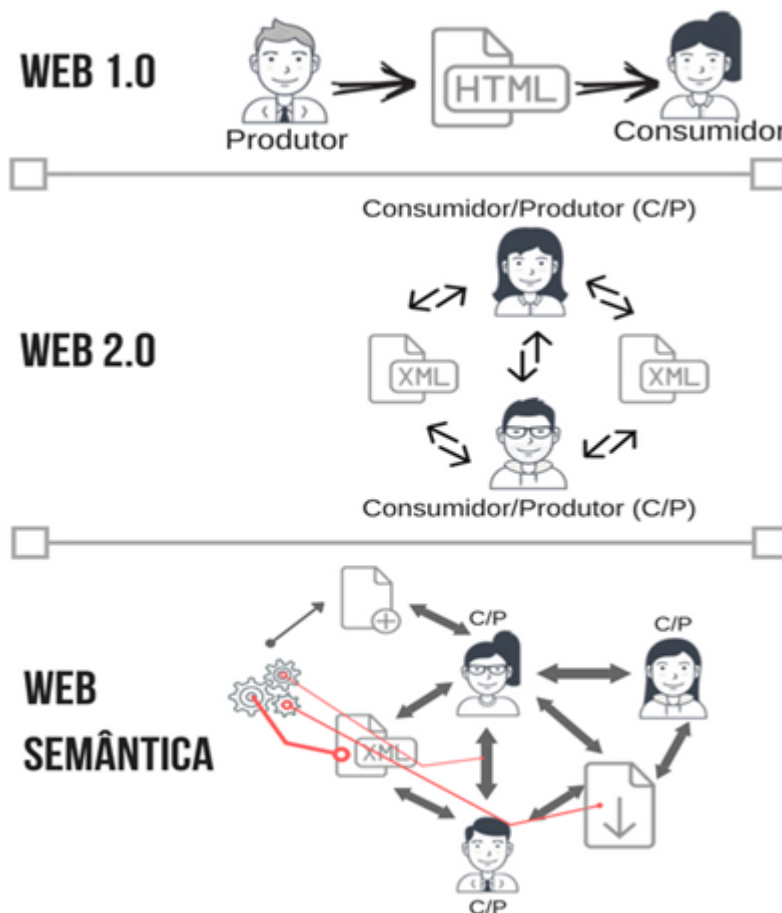 WEB 1.0
HTML
Produtor
Consumidor
Consumidor/Produtor (C/P)
WEB 2.0
XML
XML
Consumidor/Produtor (C/P)
C/P
C/P
WEB
SEMÂNTICA
XML
C/P